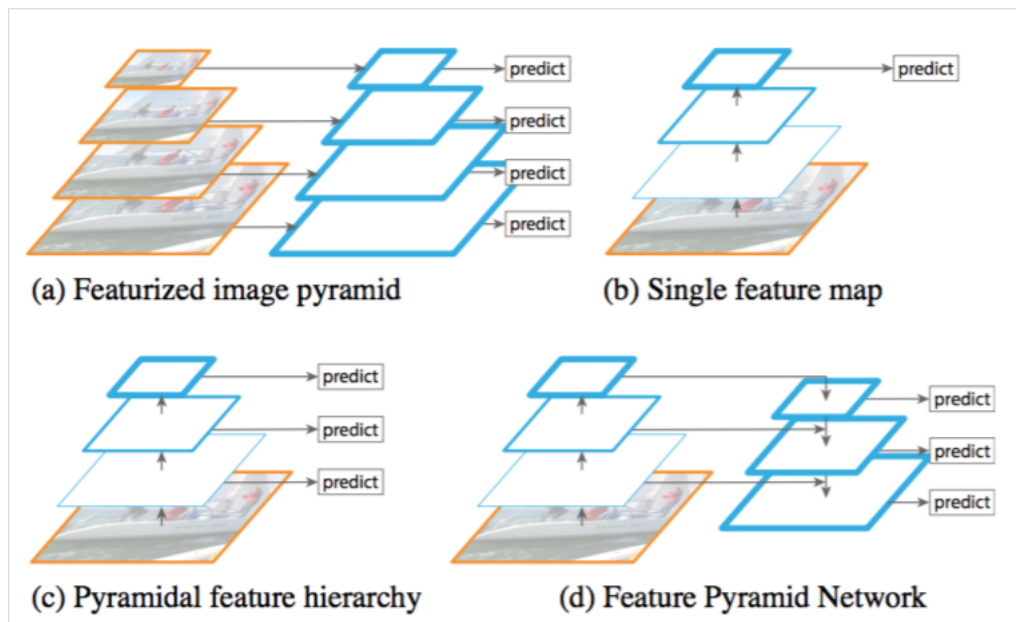 predict
predict
predict
predict
predict
(a) Featurized image pyramid
(b) Single feature map
predict
predict
predict
predict
predict
predict
(c) Pyramidal feature hierarchy
(d) Feature Pyramid Network